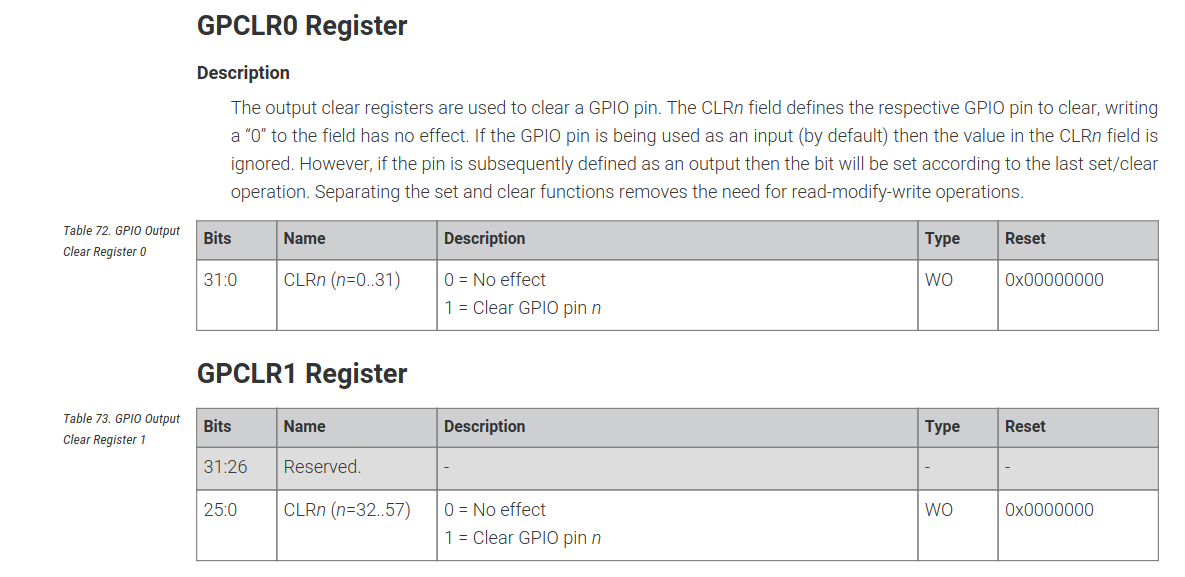 GPCLR0 Register
Description
The output clear registers are used to clear a GPIO pin. The CLRn field defines the respective GPIO pin to clear, writing
a “0” to the field has no effect. If the GPIO pin is being used as an input (by default) then the value in the CLRn field is
ignored. However, if the pin is subsequently defined as an output then the bit will be set according to the last set/clear
operation. Separating the set and clear functions removes the need for read-modify-write operations.
Table 72. GPIO Output
Clear Register 0
Bits Name Description Type Reset
31:0 CLRn (n=0..31) 0 = No effect WO 0x00000000
1 = Clear GPIO pin n
GPCLR1 Register
Table 73. GPIO Output
Clear Register 1
Bits Name Description Type Reset
31:26 Reserved. - - -
25:0 CLRn (n=32..57) 0 = No effect WO 0x0000000
1 = Clear GPIO pin n